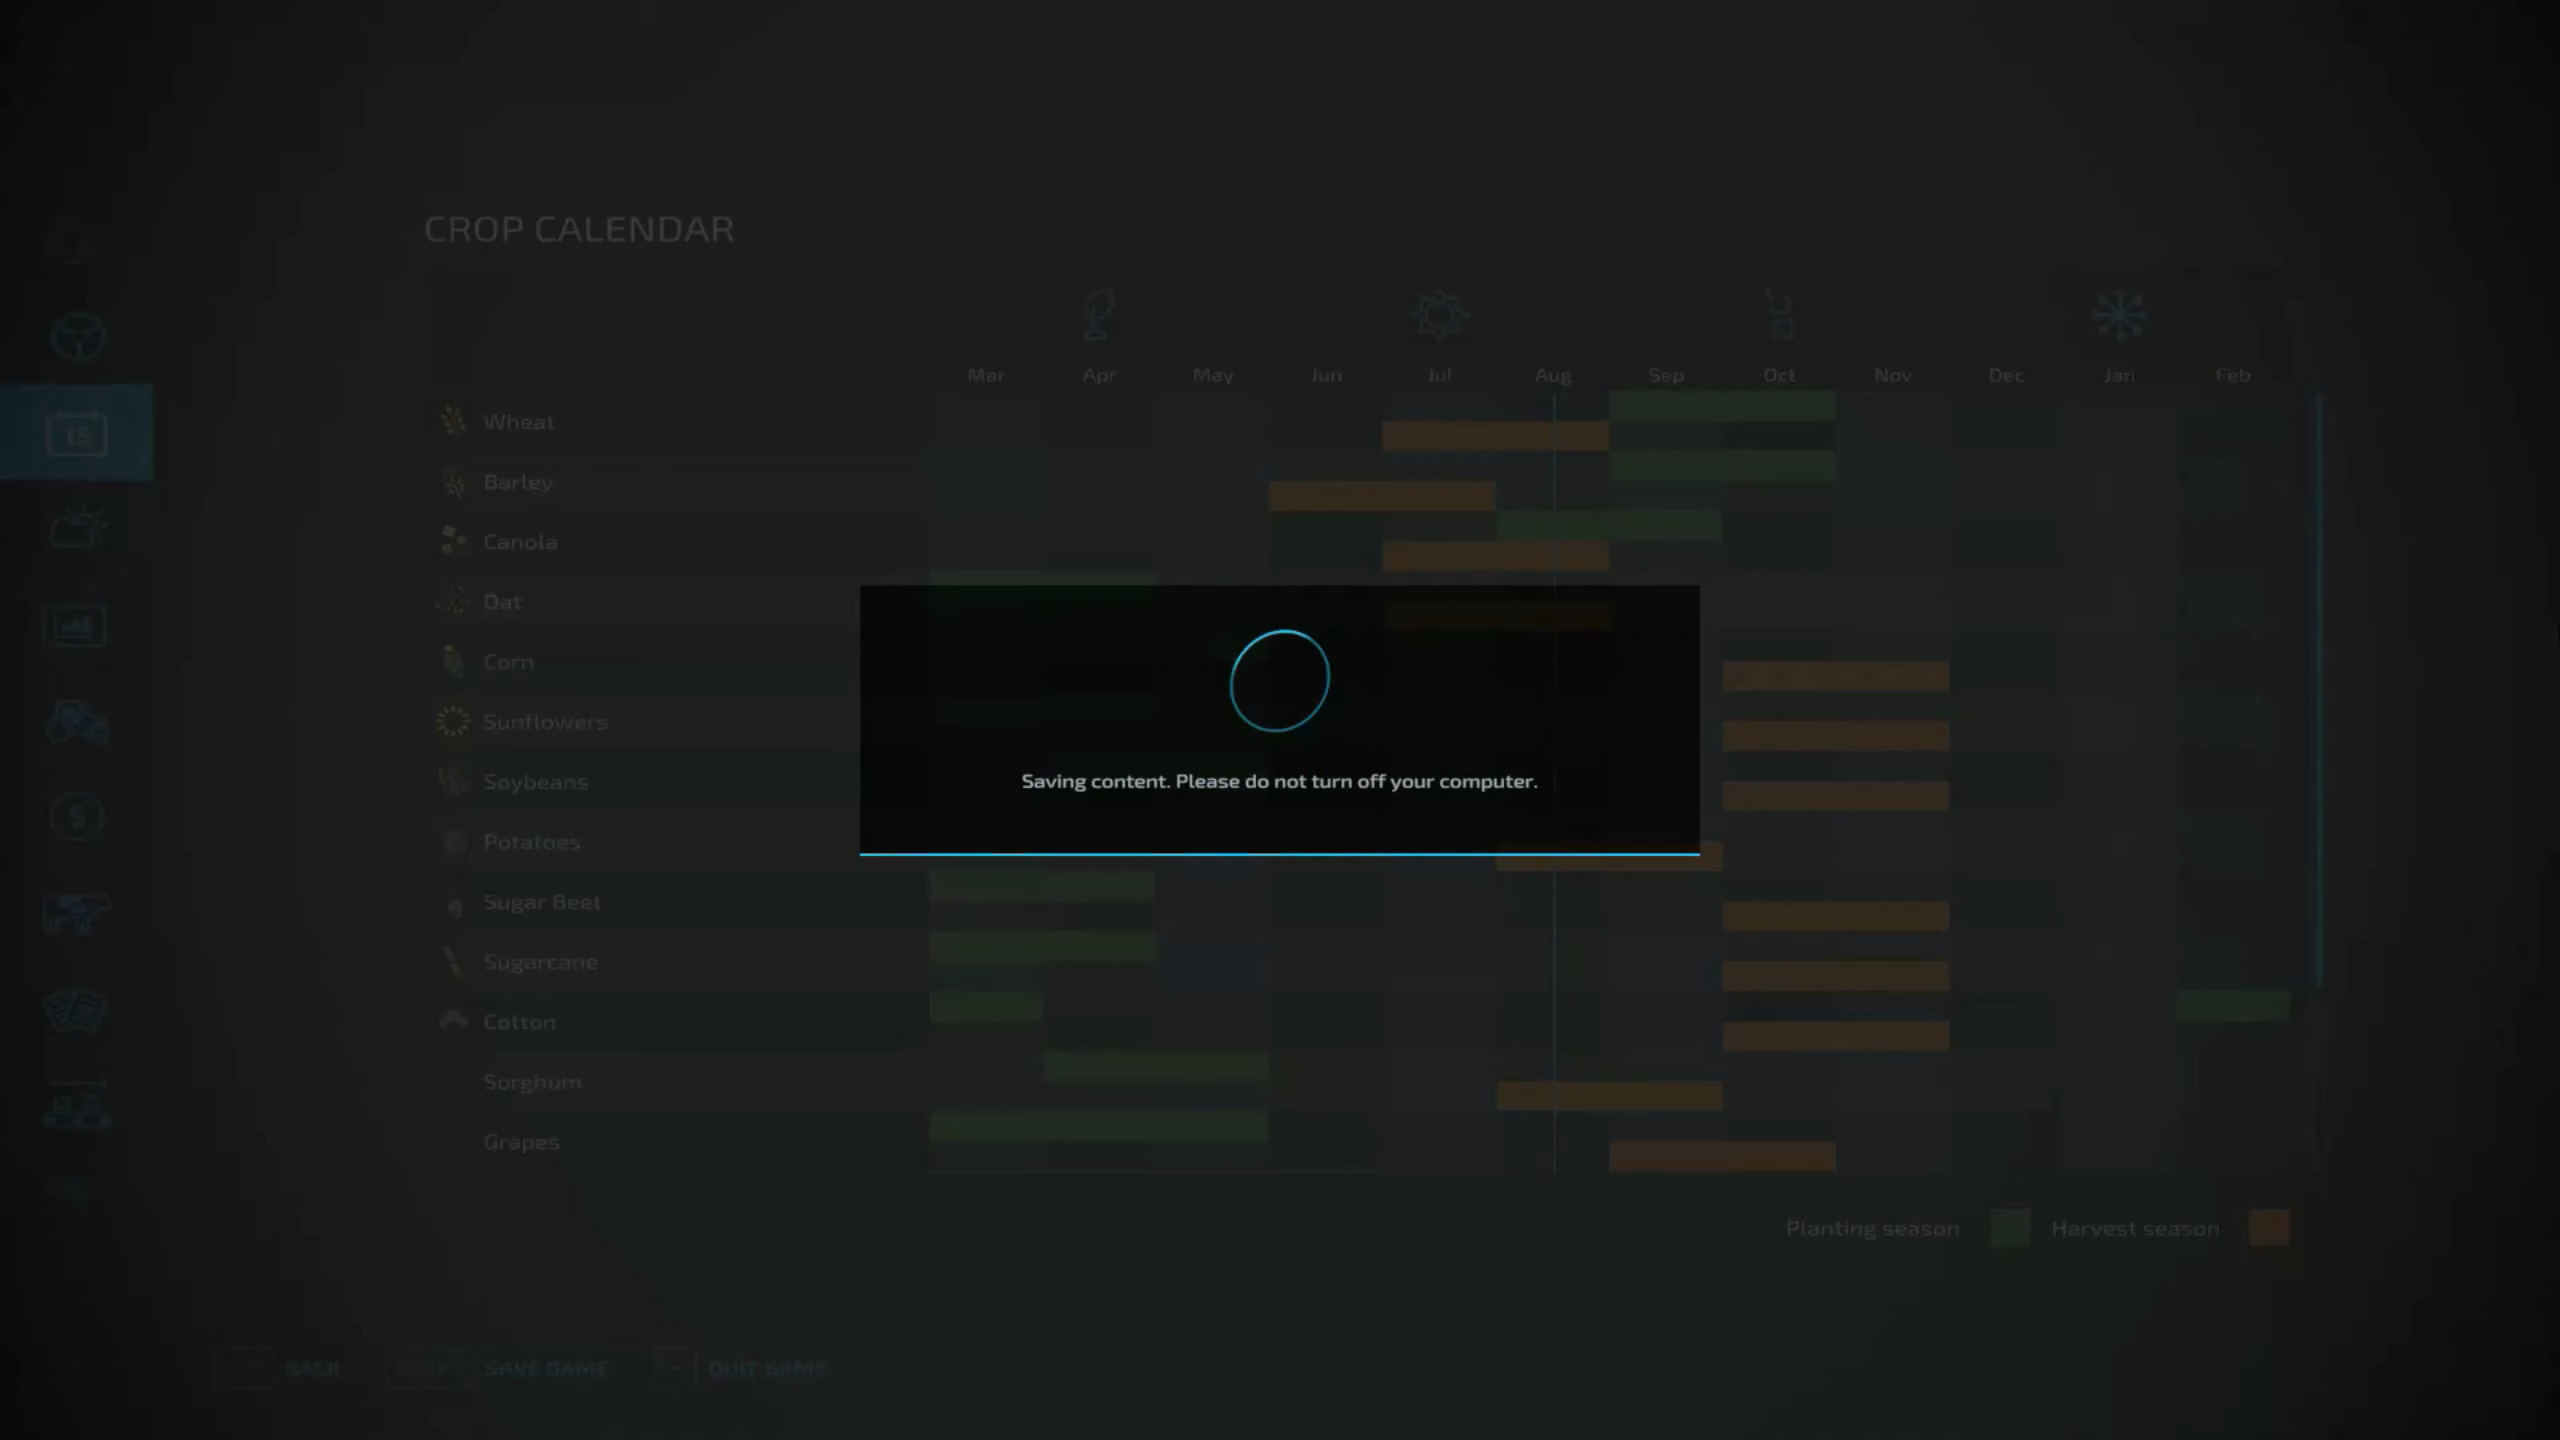 CROP CALENDAR
Mar Apr May Jun Jul Aug Sep Oct Nov Dec Jan Feb
15
Wheat
Barley
Canola
Oat
Corn
Sunflowers
Saving content. Please do not turn off your computer.
Soybeans
$
Potatoes
Sugar Beet
Sugarcane
Cotton
Sorghum
Grapes
Planting season Harvest season
BACK SAVE GAME QUIT GAME